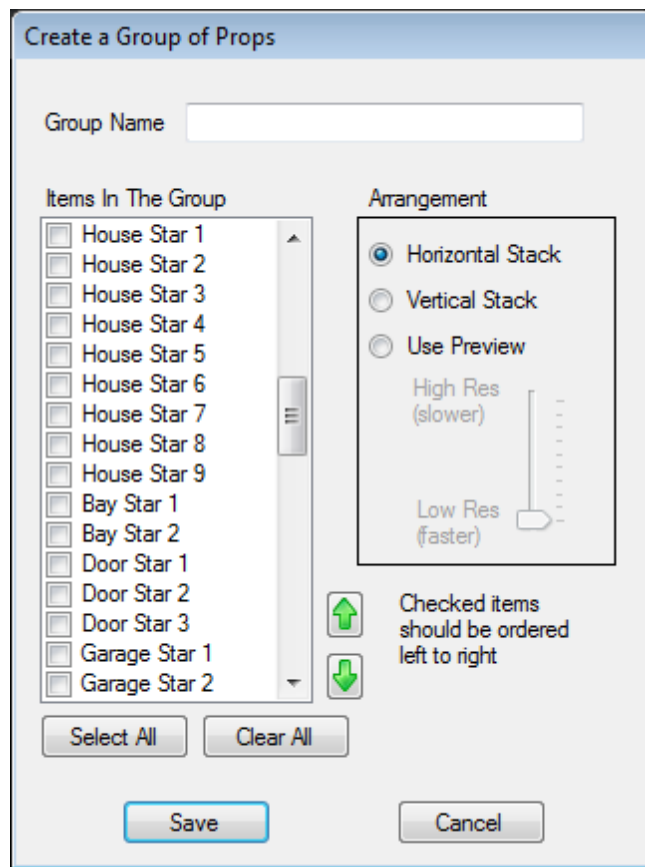 Create a Group of Props
Group Name
Items In The Group
House Star 1
House Star 2
House Star 3
House Star 4
House Star 5
House Star 6
House Star 7
House Star 8
House Star 9
Bay Star 1
Bay Star 2
Door Star 1
Door Star 2
Door Star 3
Garage Star 1
Garage Star 2
Select All
Clear All
Arrangement
Horizontal Stack
Vertical Stack
Use Preview
High Res
(slower)
Low Res
(faster)
Checked items
should be ordered
left to right
Save
Cancel